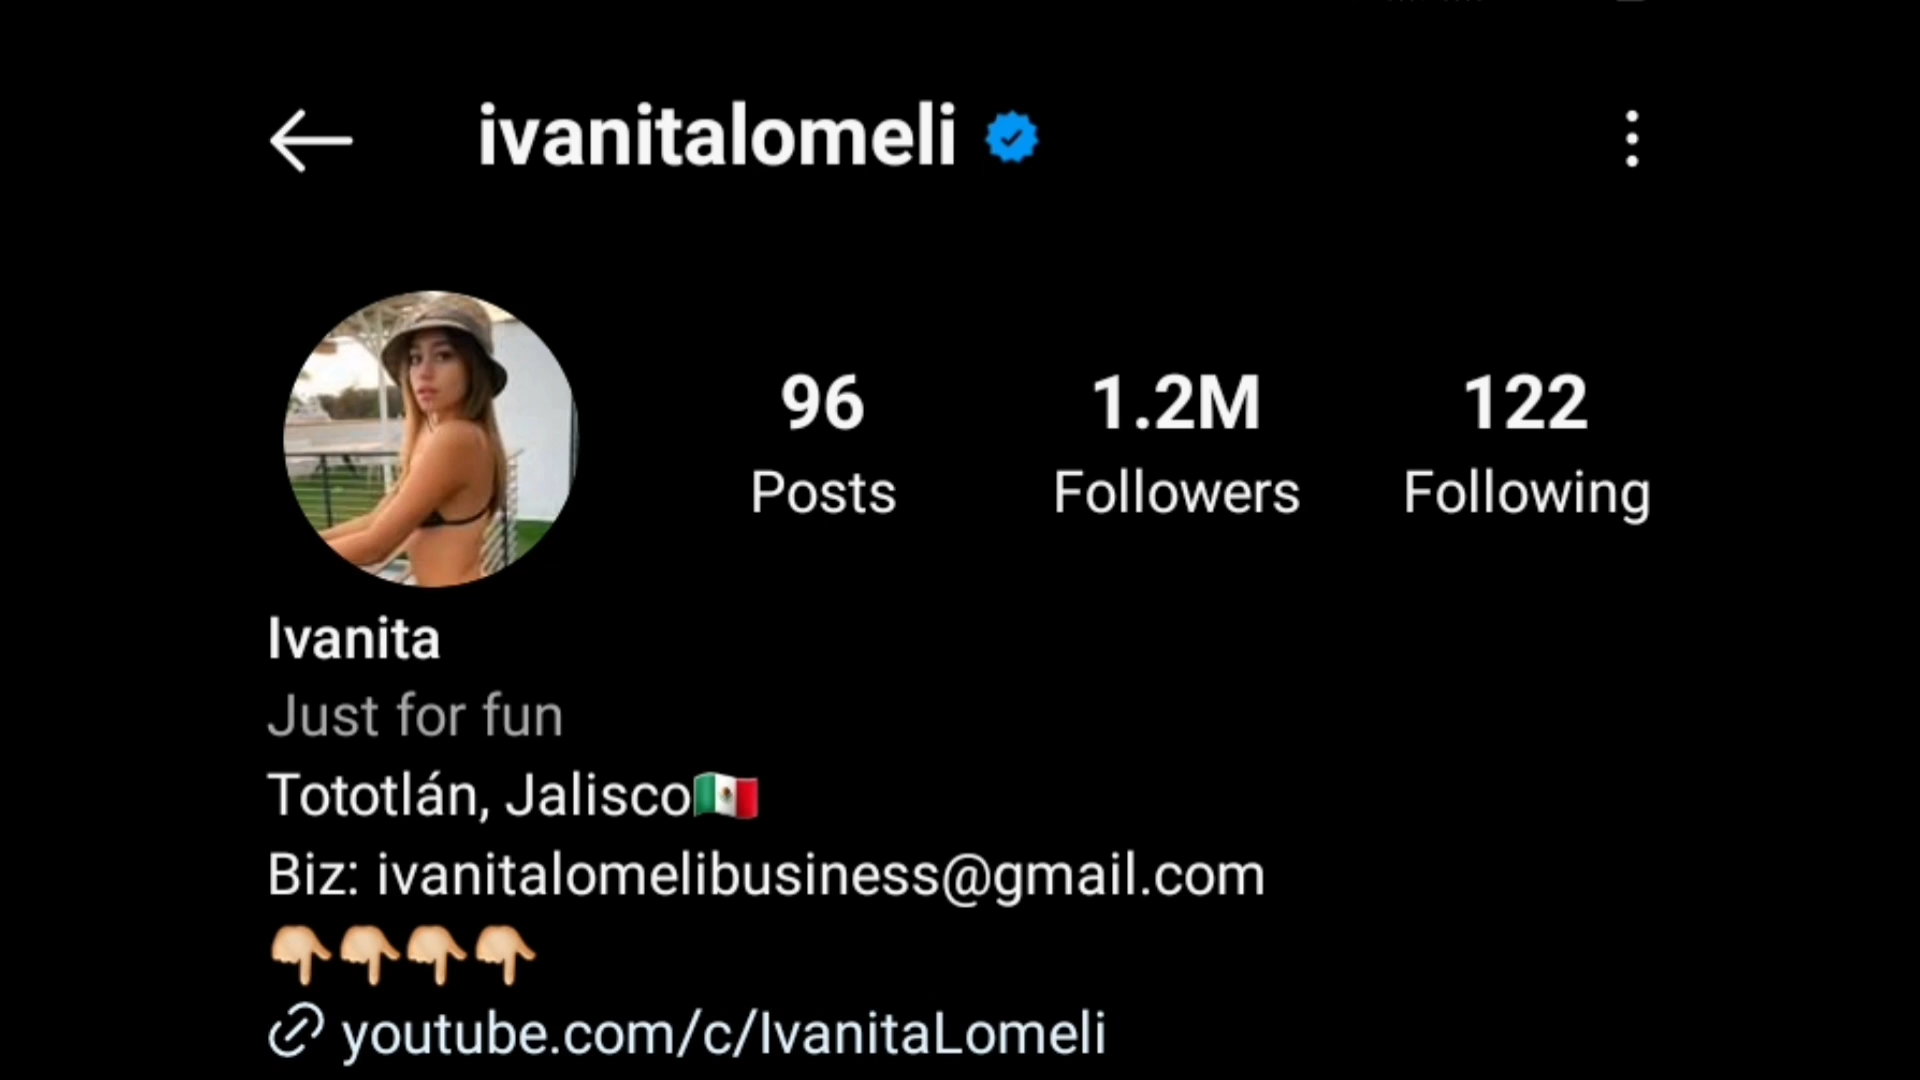 ivanitalomeli
96 1.2M 122
Posts Followers Following
Ivanita
Just for fun
Tototlán, Jalisco🇲🇽
Biz: ivanitalomelibusiness@gmail.com
👇🏼👇🏼👇🏼👇🏼
youtube.com/c/IvanitaLomeli